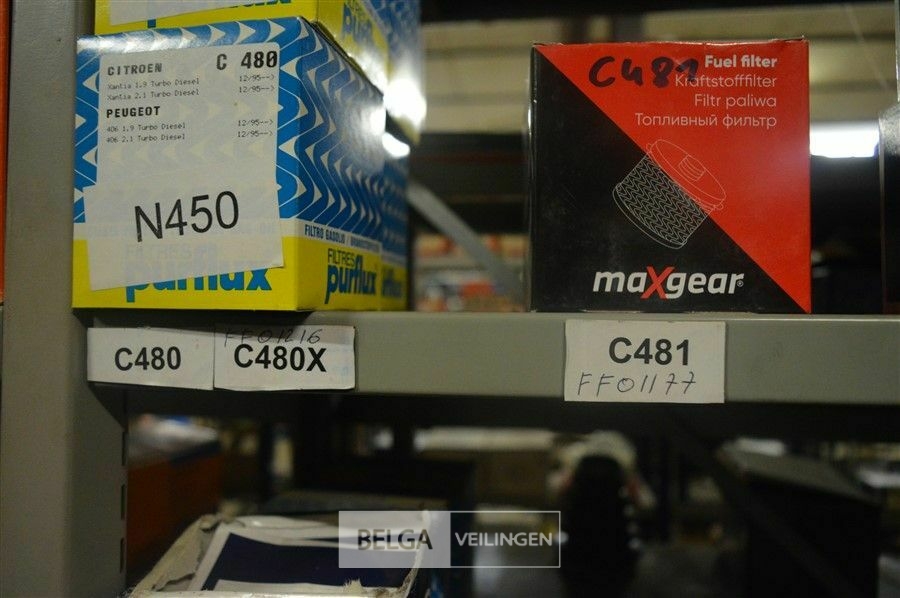 CITROEN C 480
Xantia 1.9 Turbo Diesel 12/95-->
Xantia 2.1 Turbo Diesel 12/95-->
PEUGEOT
406 1.9 Turbo Diesel 12/95-->
406 2.1 Turbo Diesel 12/95-->
N450
FILTRES
purflux
FILTRES
purflux
C481
Fuel filter
Kraftstofffilter
Filtr paliwa
Топливный фильтр
maXgear®
C480
FF01216
C480X
C481
FF01177
BELGA VEILINGEN